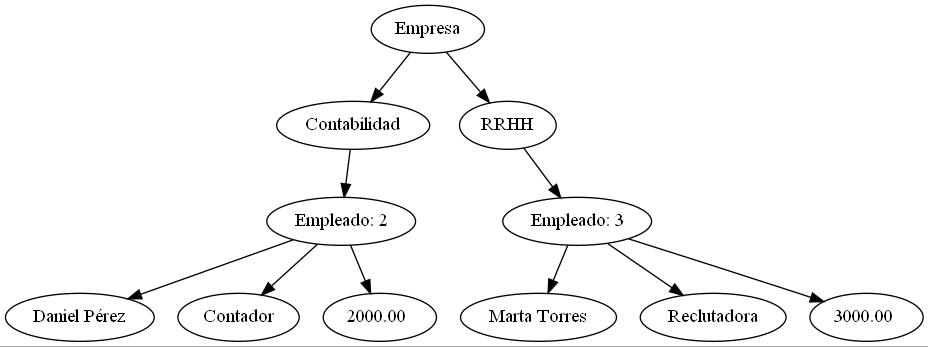 Empresa
Contabilidad
RRHH
Empleado: 2
Empleado: 3
Daniel Pérez
Contador
2000.00
Marta Torres
Reclutadora
3000.00